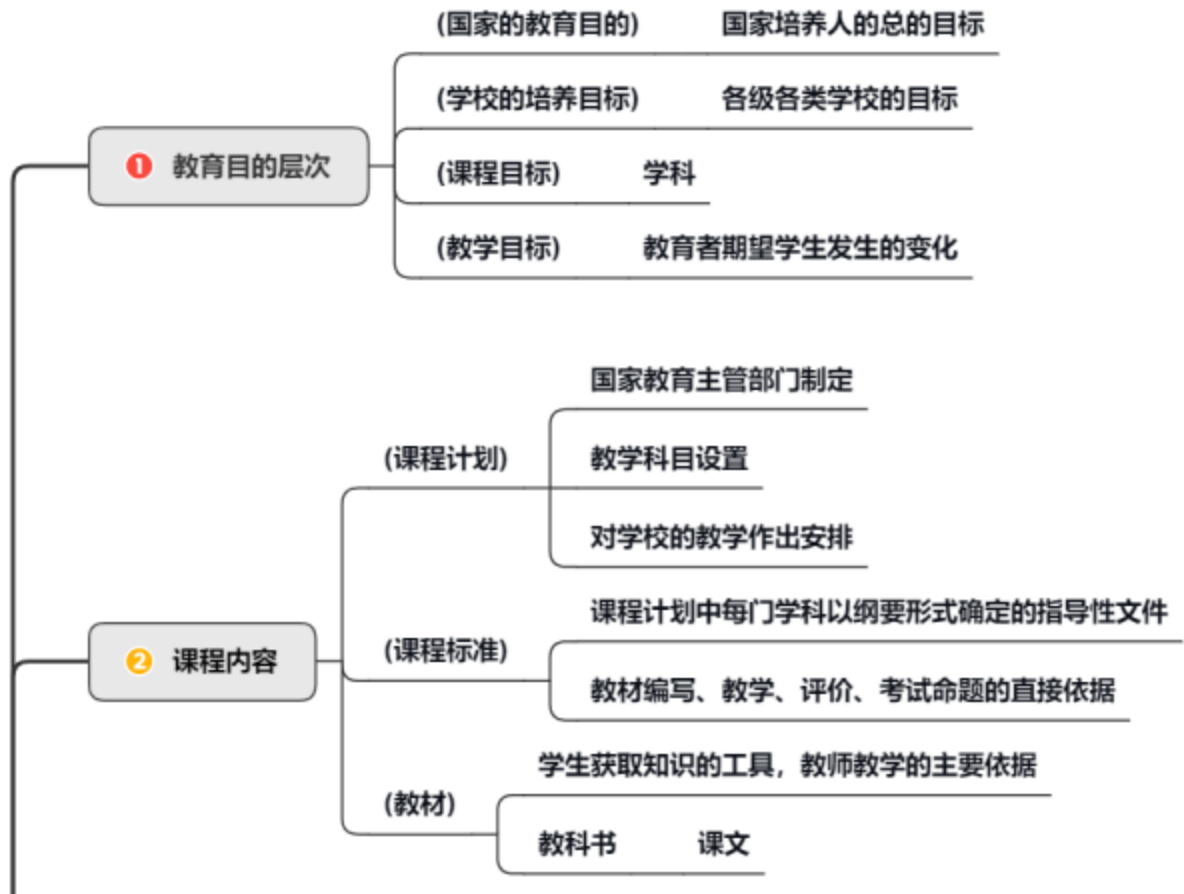 (国家的教育目的) 国家培养人的总的目标
(学校的培养目标) 各级各类学校的目标
1 教育目的层次
(课程目标) 学科
(教学目标) 教育者期望学生发生的变化
国家教育主管部门制定
(课程计划) 教学科目设置
对学校的教学作出安排
课程计划中每门学科以纲要形式确定的指导性文件
(课程标准)
2 课程内容
教材编写、教学、评价、考试命题的直接依据
学生获取知识的工具，教师教学的主要依据
(教材)
教科书 课文